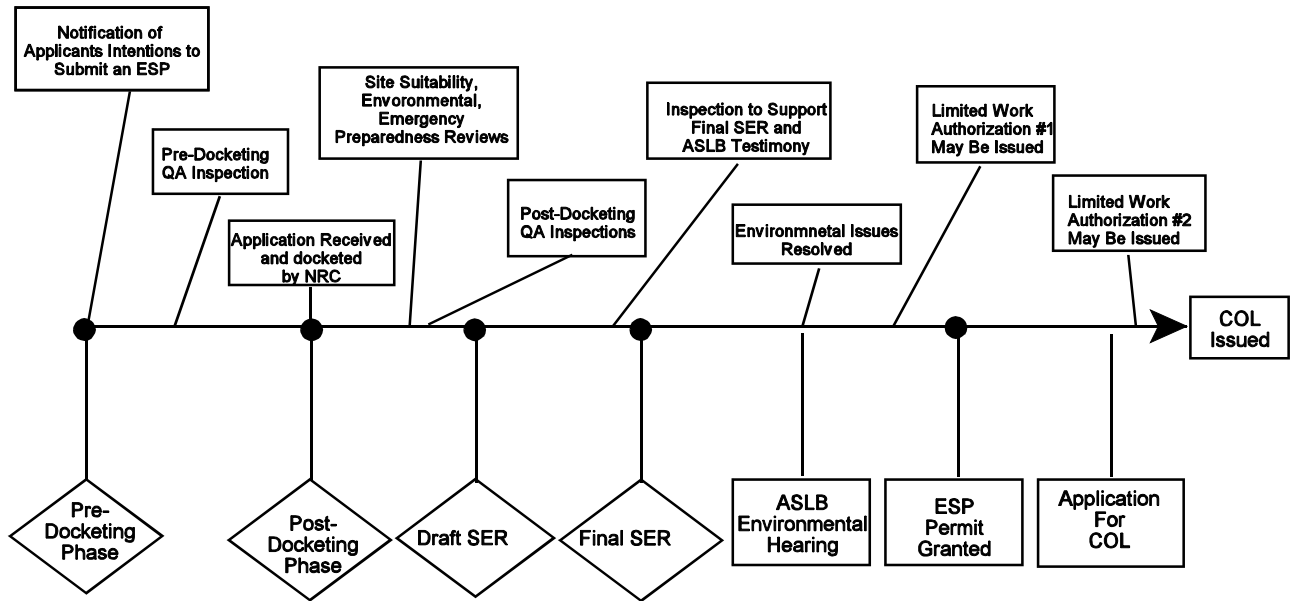 Notification of
Applicants Intentions to
Submit an ESP
Pre-Docketing
QA Inspection
Application Received
and docketed
by NRC
Site Suitability,
Envoronmental,
Emergency
Preparedness Reviews
Post-Docketing
QA Inspections
Inspection to Support
Final SER and
ASLB Testimony
Environmnetal Issues
Resolved
Limited Work
Authorization #1
May Be Issued
Limited Work
Authorization #2
May Be Issued
COL
Issued
Pre-
Docketing
Phase
Post-
Docketing
Phase
Draft SER
Final SER
ASLB
Environmental
Hearing
ESP
Permit
Granted
Application
For
COL